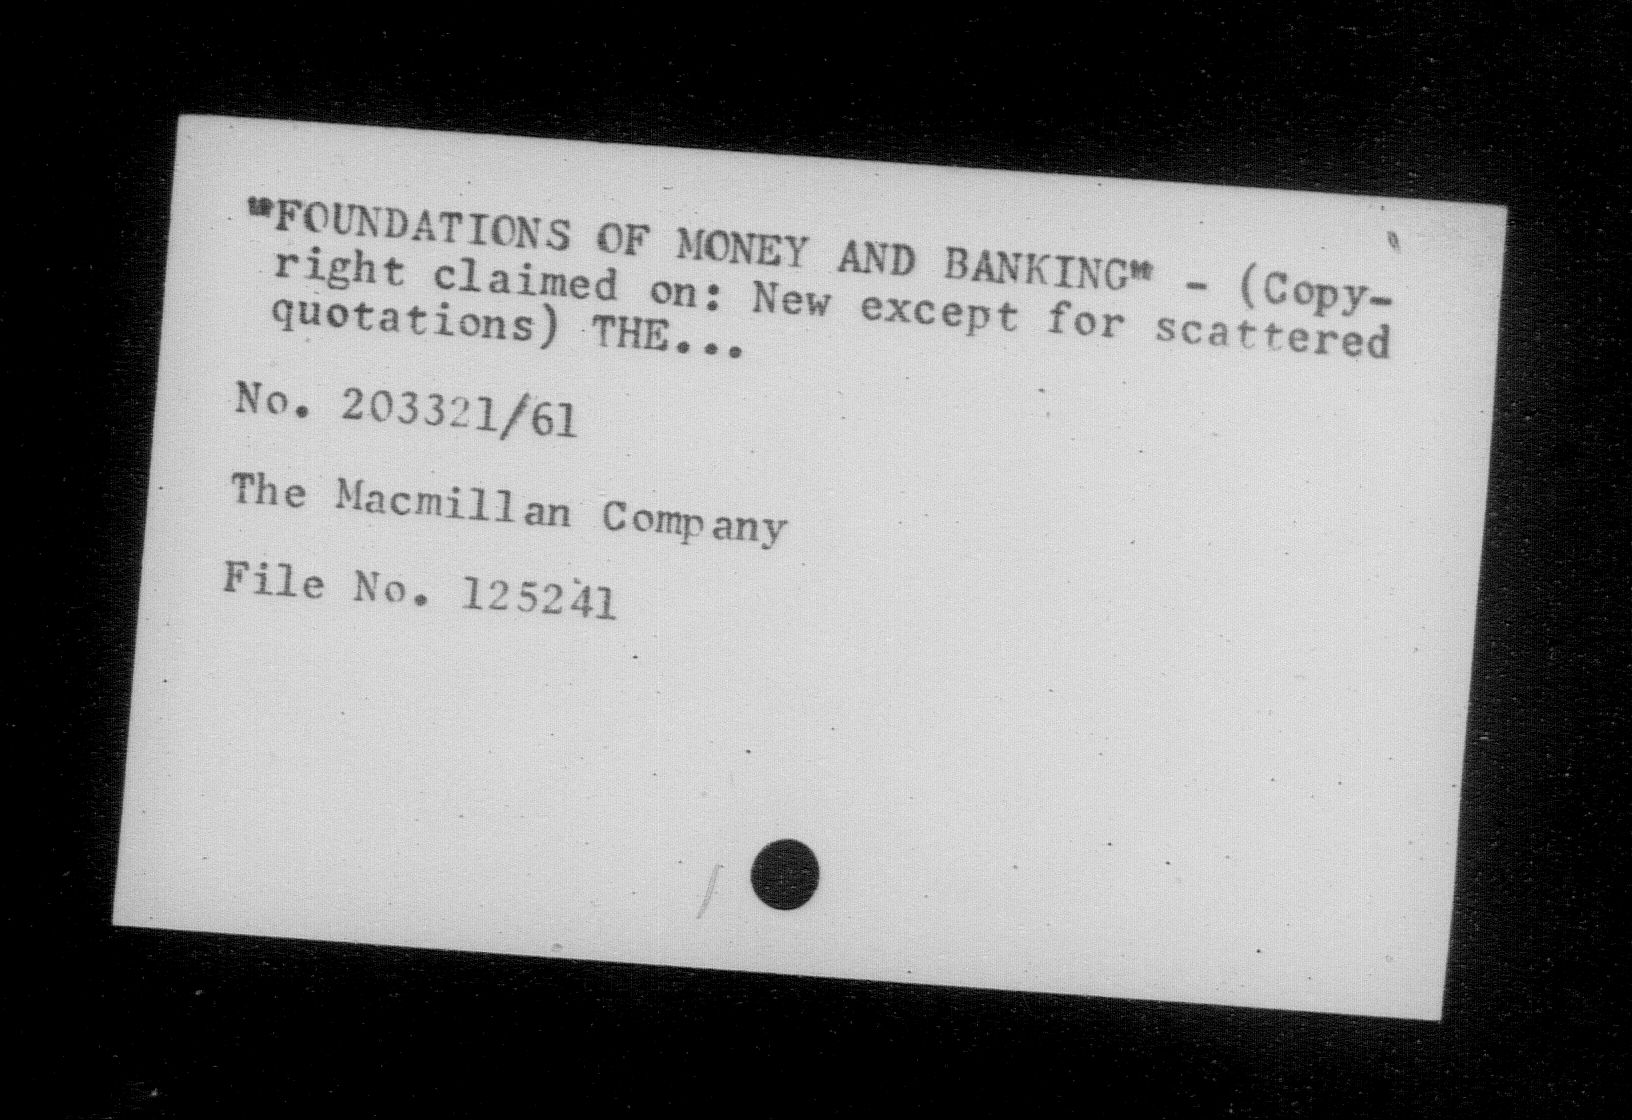 "FOUNDATIONS OF MONEY AND BANKING" - (Copy-
right claimed on: New except for scattered
quotations) THE...
No. 203321/61
The Macmillan Company
File No. 125241